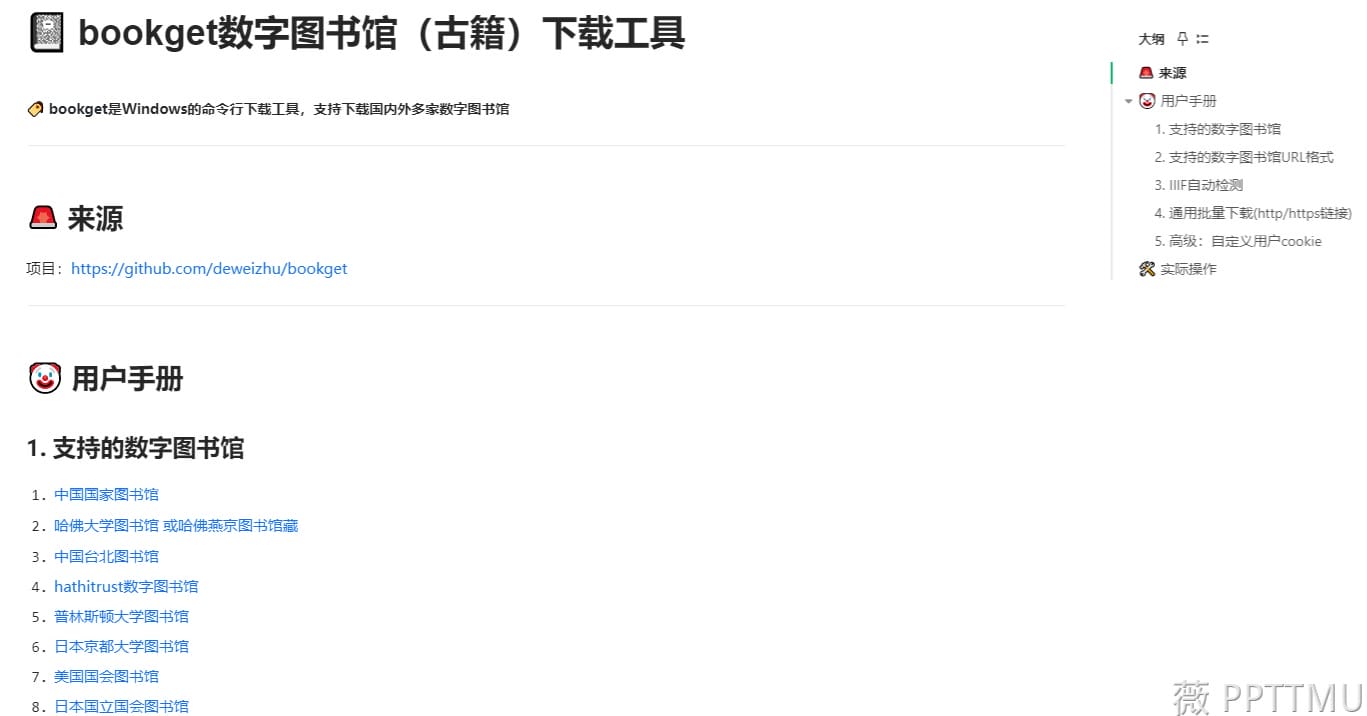 bookget数字图书馆（古籍）下载工具
bookget是Windows的命令行下载工具，支持下载国内外多家数字图书馆
来源
项目：https://github.com/deweizhu/bookget
用户手册
1. 支持的数字图书馆
1. 中国国家图书馆
2. 哈佛大学图书馆 或哈佛燕京图书馆藏
3. 中国台北图书馆
4. hathitrust数字图书馆
5. 普林斯顿大学图书馆
6. 日本京都大学图书馆
7. 美国国会图书馆
8. 日本国立国会图书馆
大纲
来源
用户手册
1. 支持的数字图书馆
2. 支持的数字图书馆URL格式
3. IIIF自动检测
4. 通用批量下载(http/https链接)
5. 高级：自定义用户cookie
实际操作
薇 PPTTMU